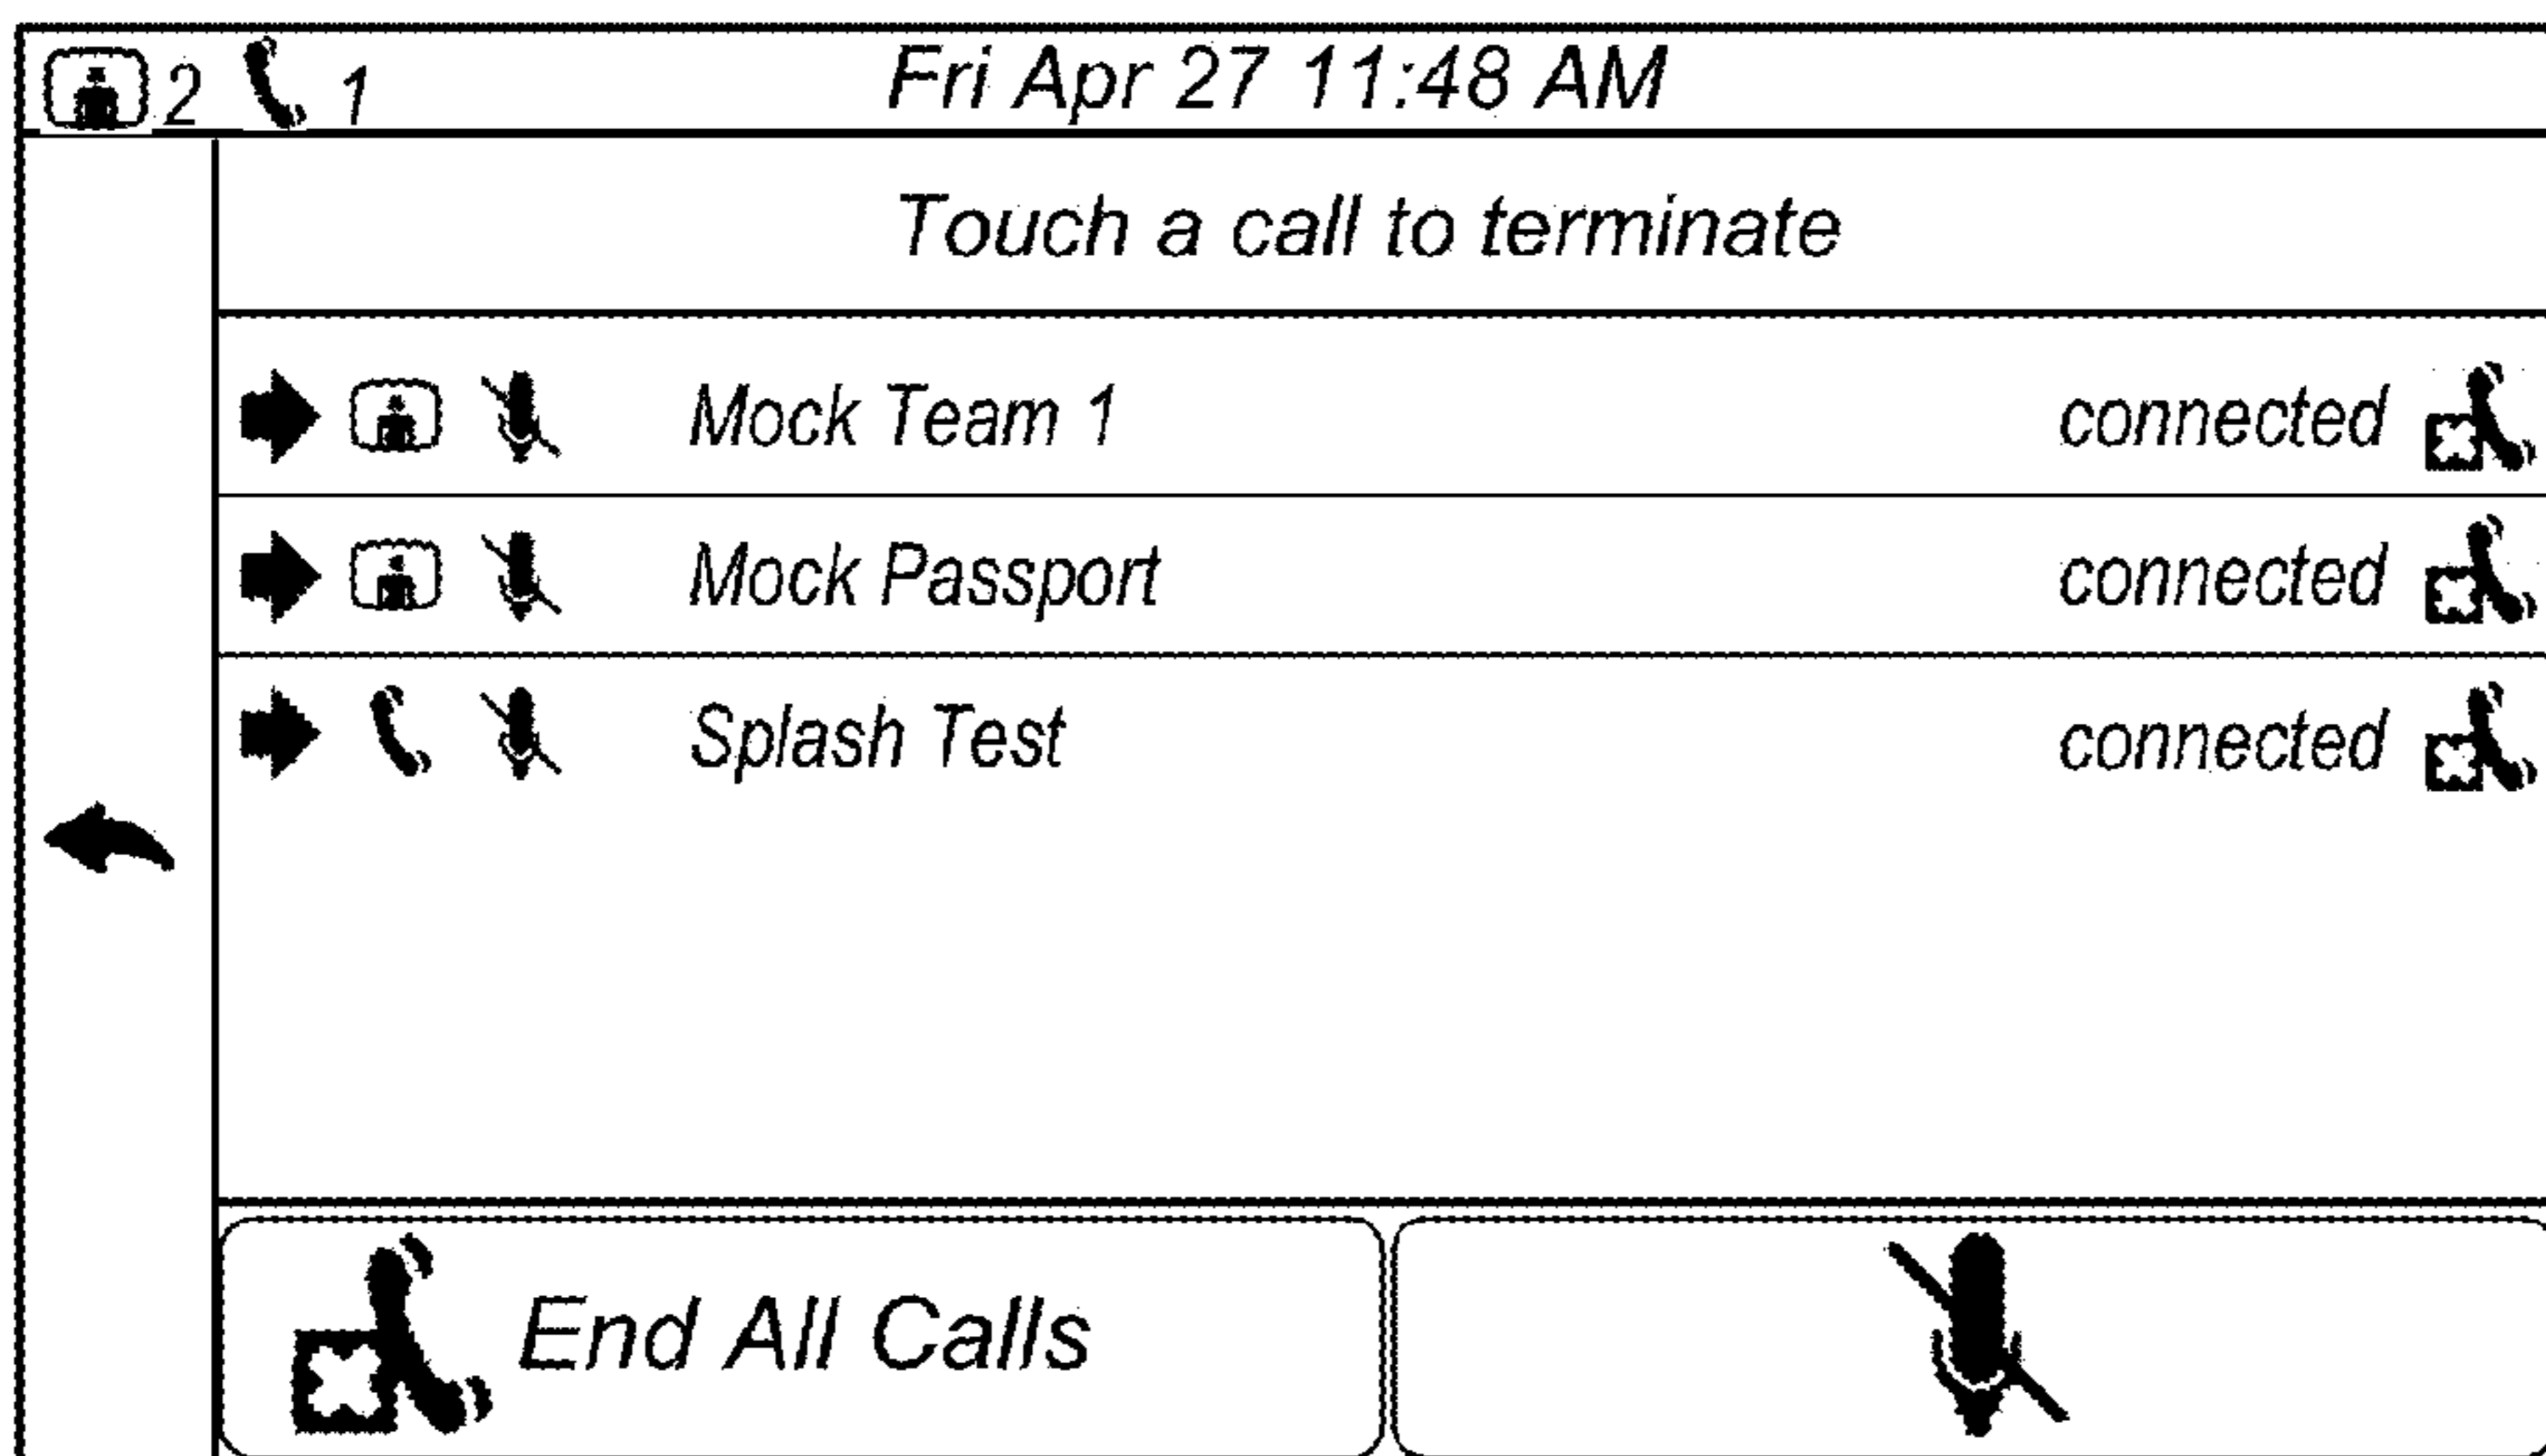 2 1 Fri Apr 27 11:48 AM
Touch a call to terminate
Mock Team 1 connected
Mock Passport connected
Splash Test connected
End All Calls